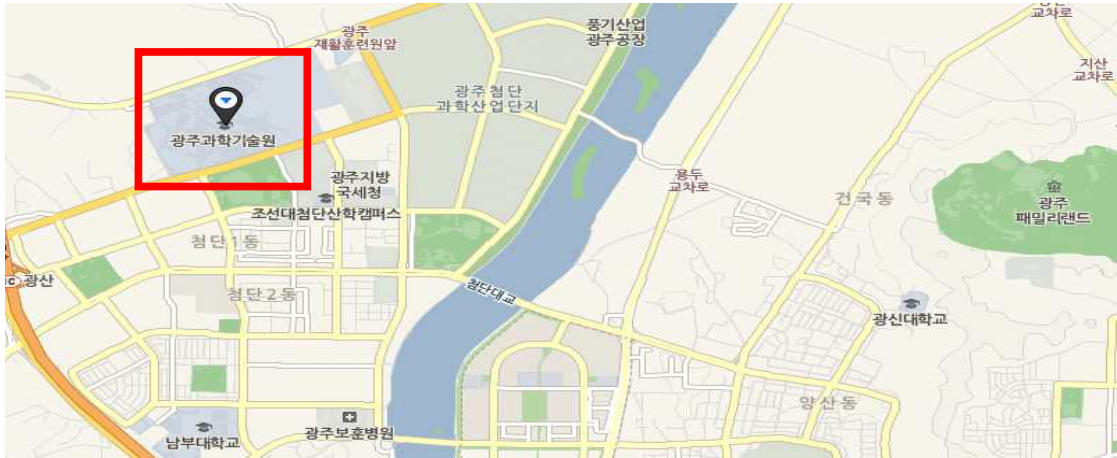 풍기산업
광주공장
교차로
광주
재활훈련원앞
지산
교차로
광주첨단
과학산업단지
광주과학기술원
광주지방
국세청
용두
교차로
건국동
광주
패밀리랜드
조선대첨단산학캠퍼스
첨단1동
IC 광산
첨단2동
첨단대교
광신대학교
양산동
광주보훈병원
남부대학교